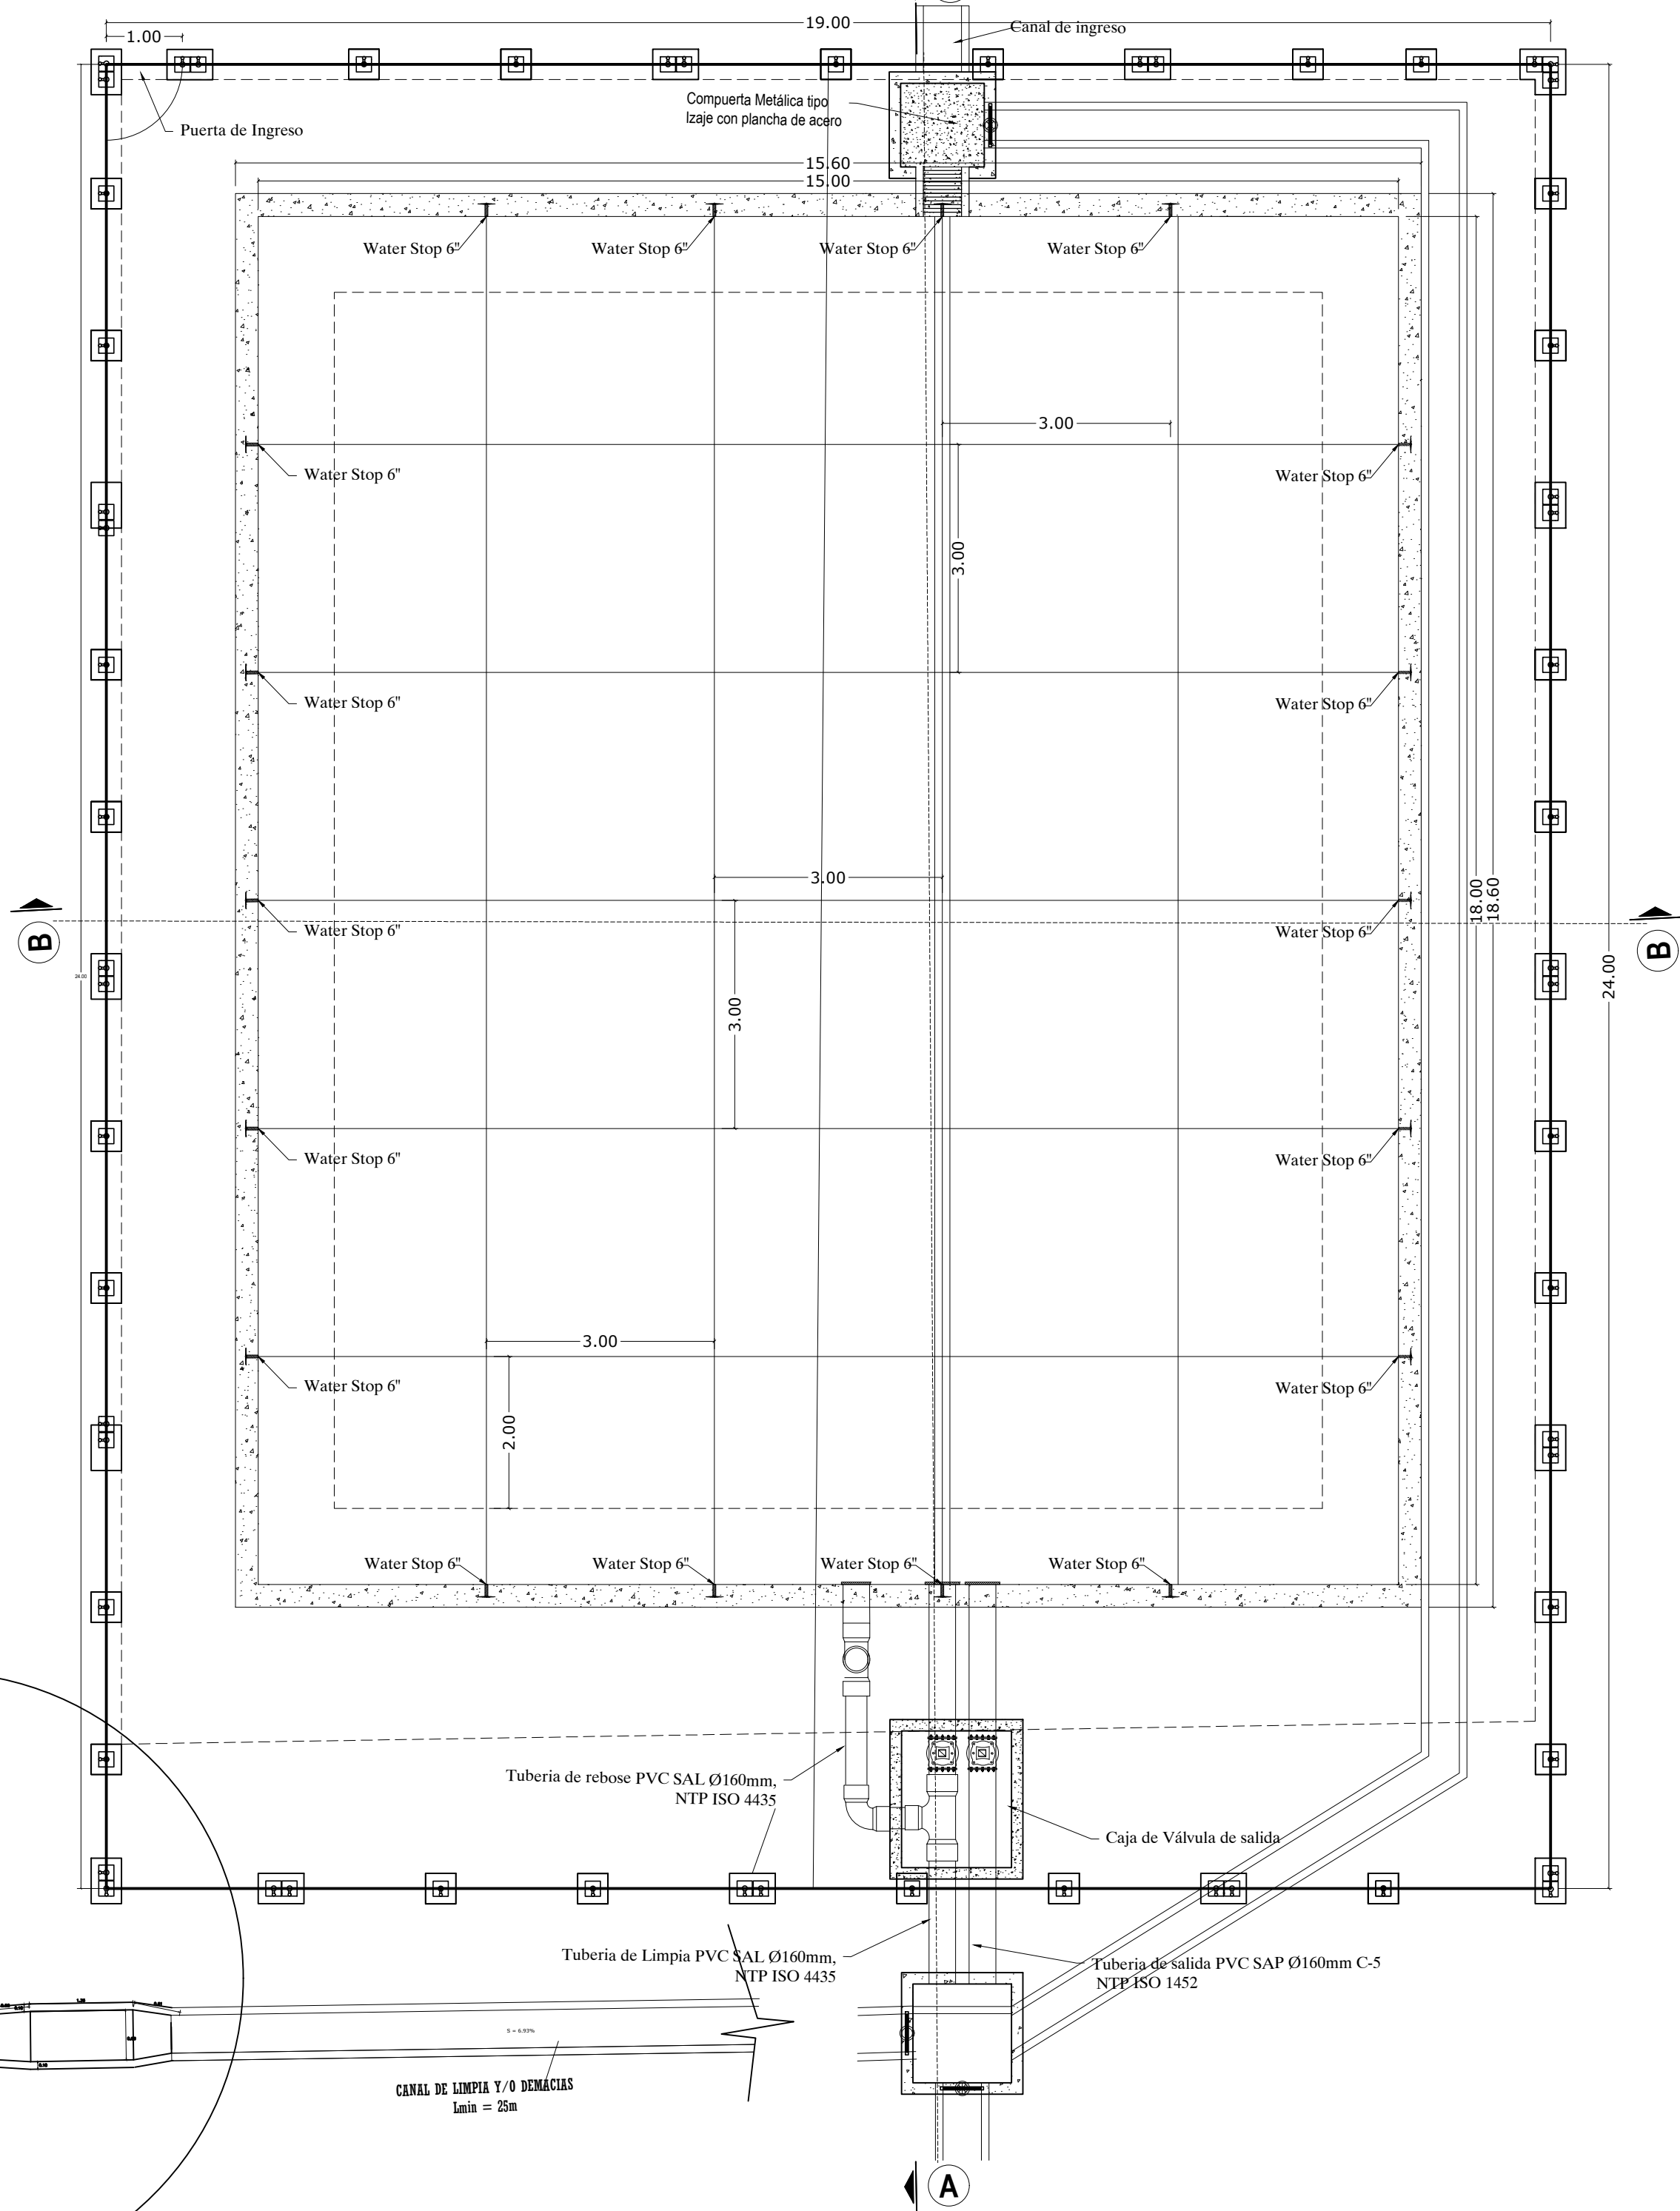 19.00
Canal de ingreso
1.00
Compuerta Metálica tipo
Izaje con plancha de acero
Puerta de Ingreso
15.60
15.00
Water Stop 6"
Water Stop 6"
Water Stop 6"
Water Stop 6"
3.00
Water Stop 6"
Water Stop 6"
3.00
Water Stop 6"
Water Stop 6"
3.00
18.00
18.60
Water Stop 6"
Water Stop 6"
B
B
24.00
24.00
3.00
Water Stop 6"
Water Stop 6"
3.00
Water Stop 6"
Water Stop 6"
2.00
Water Stop 6"
Water Stop 6"
Water Stop 6"
Water Stop 6"
Tuberia de rebose PVC SAL Ø160mm,
NTP ISO 4435
Caja de Válvula de salida
Tuberia de Limpia PVC SAL Ø160mm,
NTP ISO 4435
Tuberia de salida PVC SAP Ø160mm C-5
NTP ISO 1452
S = 6.93%
CANAL DE LIMPIA Y/O DEMACIAS
Lmin = 25m
A